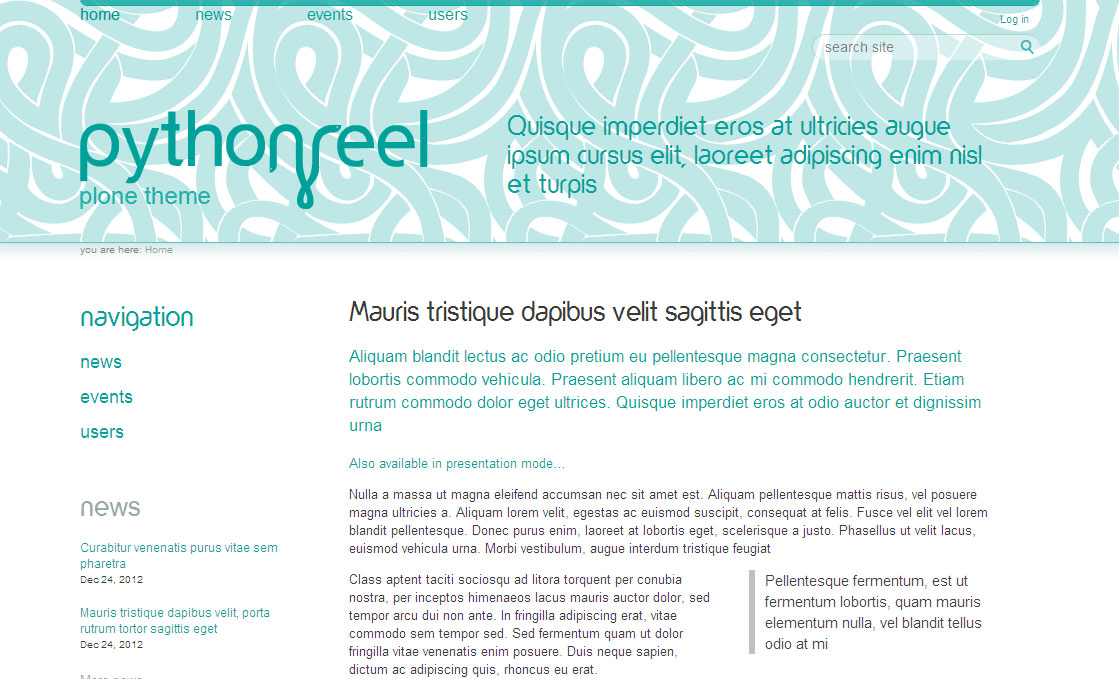 home news events users
Log in
search site
pythonreel
plone theme
Quisque imperdiet eros at ultricies augue
ipsum cursus elit, laoreet adipiscing enim nisl
et turpis
you are here: Home
navigation
news
events
users
news
Curabitur venenatis purus vitae sem
pharetra
Dec 24, 2012
Mauris tristique dapibus velit, porta
rutrum tortor sagittis eget
Dec 24, 2012
Mauris tristique dapibus velit sagittis eget
Aliquam blandit lectus ac odio pretium eu pellentesque magna consectetur. Praesent
lobortis commodo vehicula. Praesent aliquam libero ac mi commodo hendrerit. Etiam
rutrum commodo dolor eget ultrices. Quisque imperdiet eros at odio auctor et dignissim
urna
Also available in presentation mode...
Nulla a massa ut magna eleifend accumsan nec sit amet est. Aliquam pellentesque mattis risus, vel posuere
magna ultricies a. Aliquam lorem velit, egestas ac euismod suscipit, consequat at felis. Fusce vel elit vel lorem
blandit pellentesque. Donec purus enim, laoreet at lobortis eget, scelerisque a justo. Phasellus ut velit lacus,
euismod vehicula urna. Morbi vestibulum, augue interdum tristique feugiat
Class aptent taciti sociosqu ad litora torquent per conubia
nostra, per inceptos himenaeos lacus mauris auctor dolor, sed
tempor arcu dui non ante. In fringilla adipiscing erat, vitae
commodo sem tempor sed. Sed fermentum quam ut dolor
fringilla vitae venenatis enim posuere. Duis neque sapien,
dictum ac adipiscing quis, rhoncus eu erat.
Pellentesque fermentum, est ut
fermentum lobortis, quam mauris
elementum nulla, vel blandit tellus
odio at mi